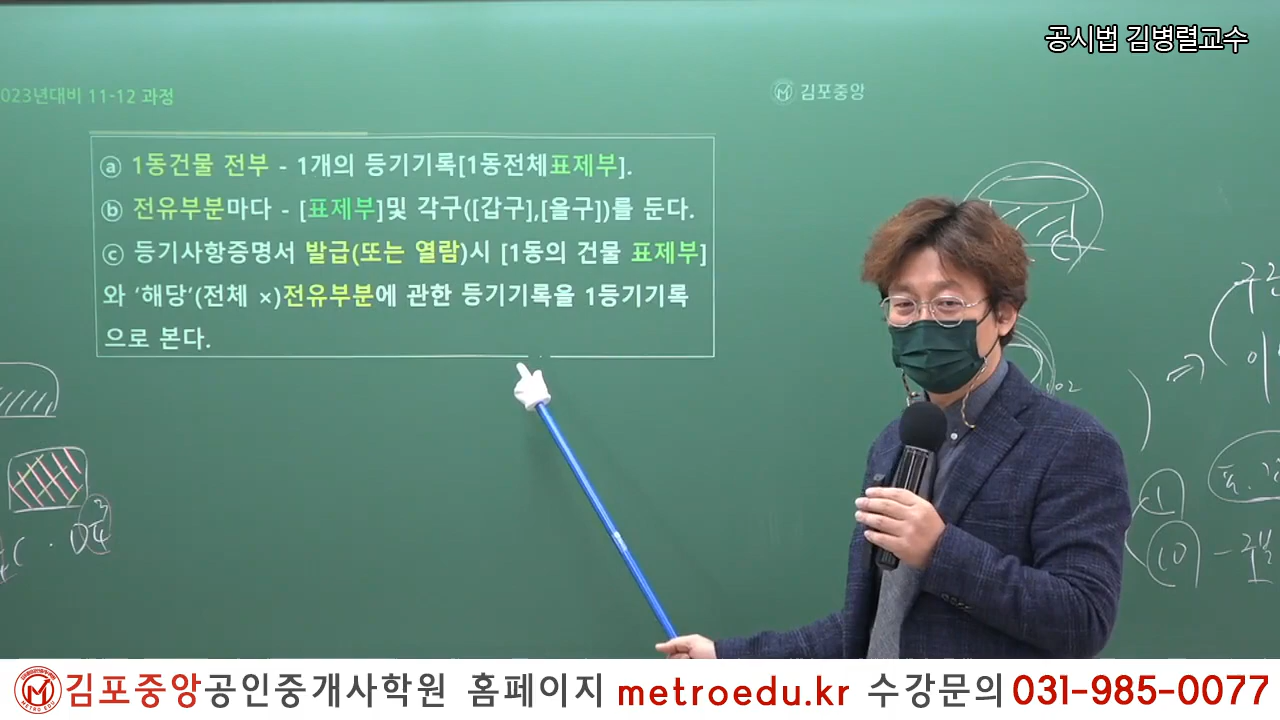 공시법 김병렬교수
023년대비 11-12 과정
김포중앙
ⓐ 1동건물 전부 - 1개의 등기기록[1동전체표제부].
ⓑ 전유부분마다 - [표제부]및 각구([갑구],[을구])를 둔다.
ⓒ 등기사항증명서 발급(또는 열람)시 [1동의 건물 표제부]
와 ‘해당‘(전체 ×)전유부분에 관한 등기기록을 1등기기록
으로 본다.
김포중앙공인중개사학원 홈페이지 metroedu.kr 수강문의 031-985-0077